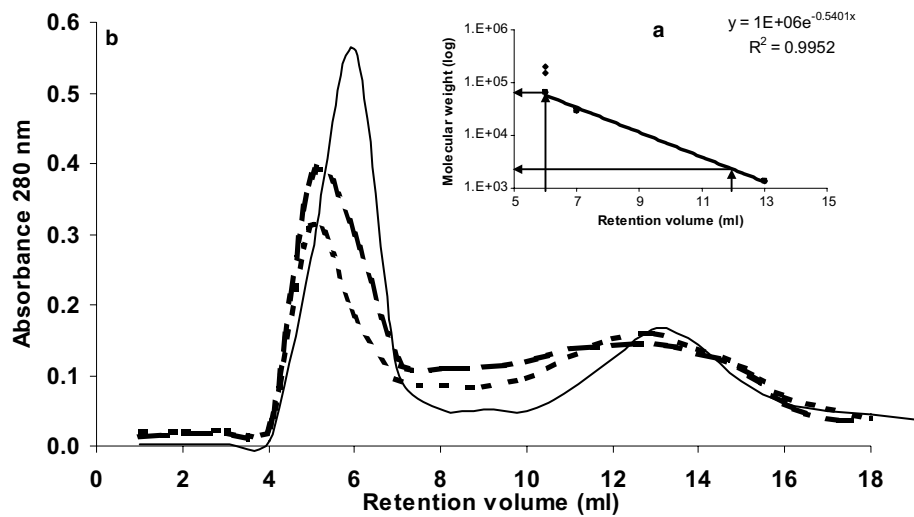 b
a
y = 1E+06e^-0.5401x
R² = 0.9952
Molecular weight (log)
1.E+06
1.E+05
1.E+04
1.E+03
5 7 9 11 13 15
Retention volume (ml)
Absorbance 280 nm
0.6
0.5
0.4
0.3
0.2
0.1
0.0
0 2 4 6 8 10 12 14 16 18
Retention volume (ml)